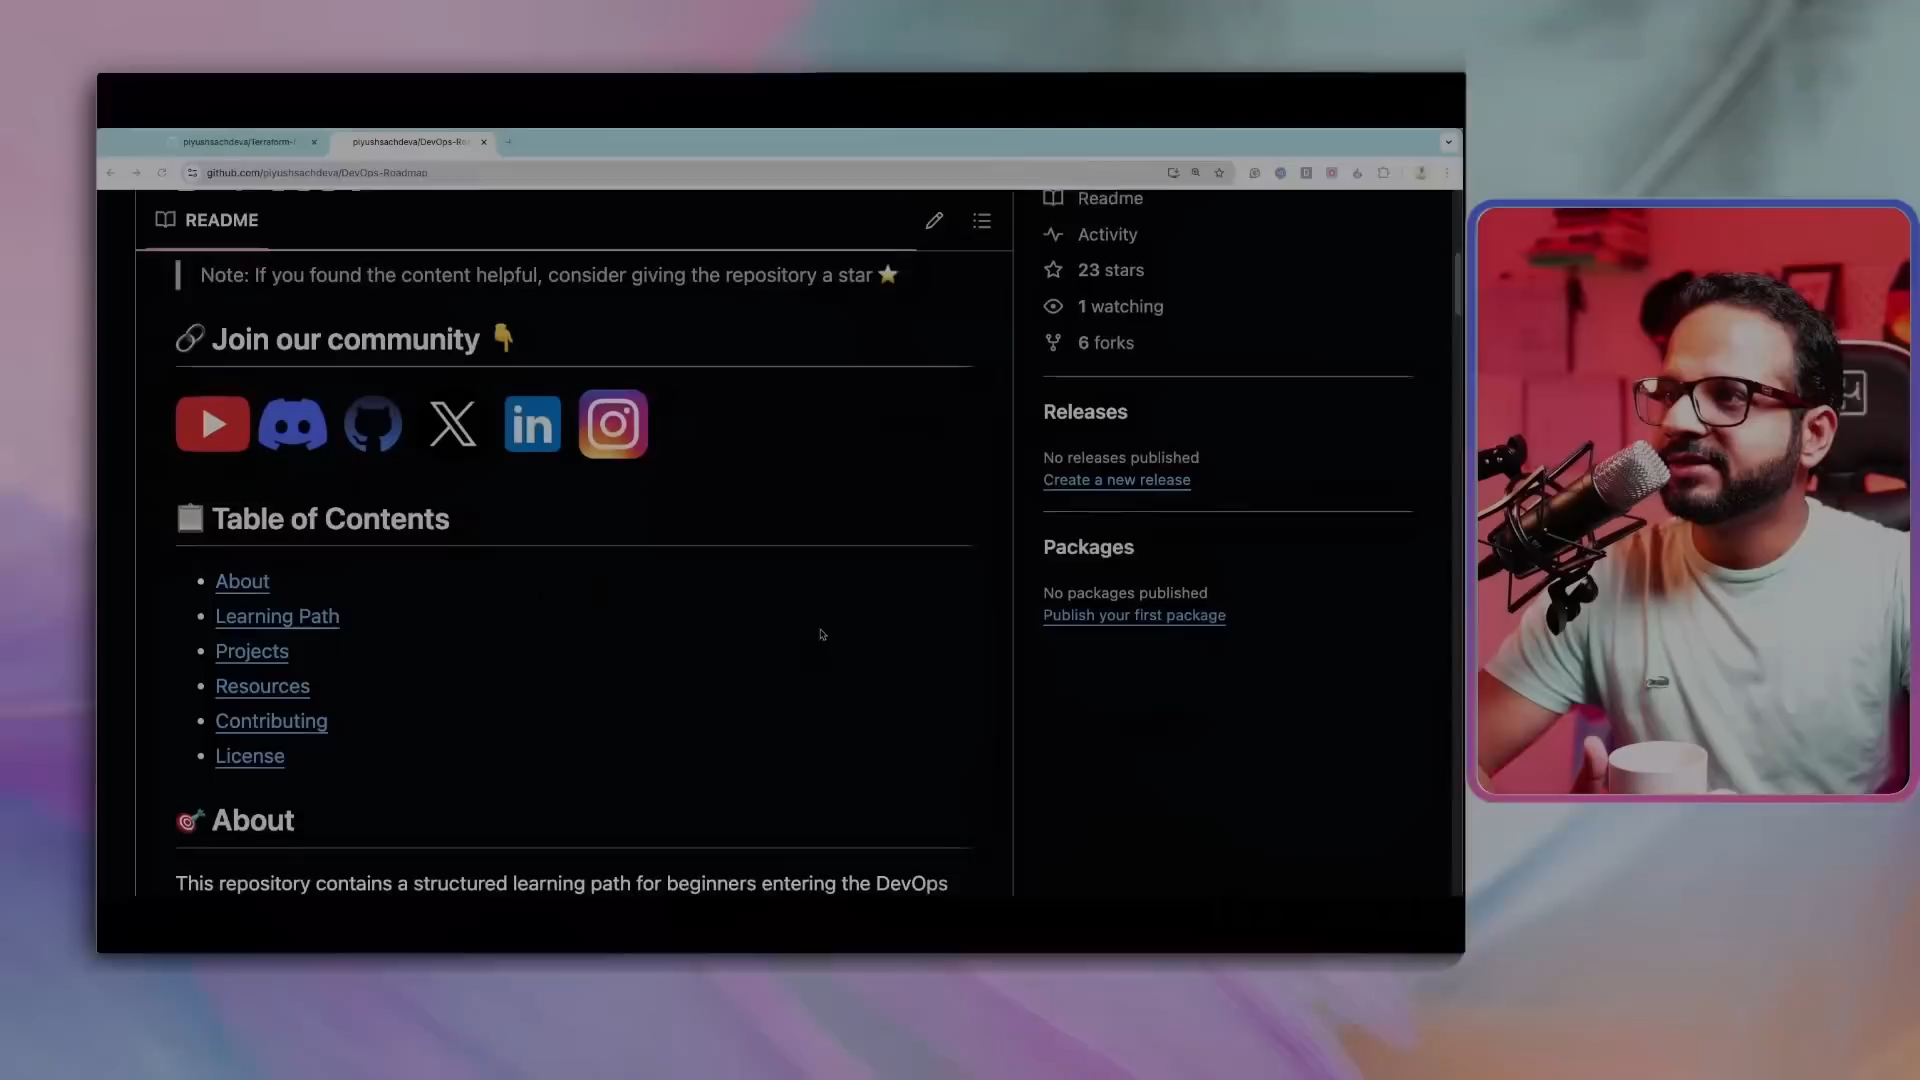 piyushsachdeva/Terraform-
piyushsachdeva/DevOps-Roa
github.com/piyushsachdeva/DevOps-Roadmap
README
Note: If you found the content helpful, consider giving the repository a star ⭐
Join our community 👇
in
Table of Contents
• About
• Learning Path
• Projects
• Resources
• Contributing
• License
About
This repository contains a structured learning path for beginners entering the DevOps
Readme
Activity
23 stars
1 watching
6 forks
Releases
No releases published
Create a new release
Packages
No packages published
Publish your first package